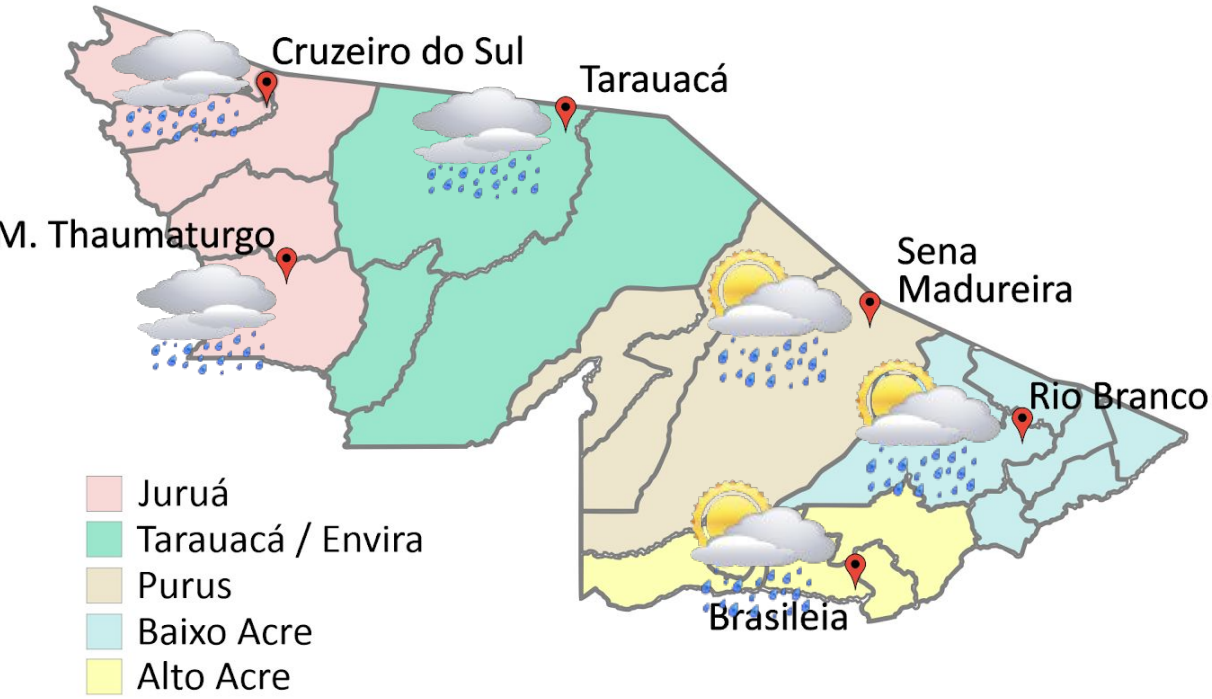 Cruzeiro do Sul
Tarauacá
M. Thaumaturgo
Sena
Madureira
Rio Branco
Brasileia
Juruá
Tarauacá / Envira
Purus
Baixo Acre
Alto Acre